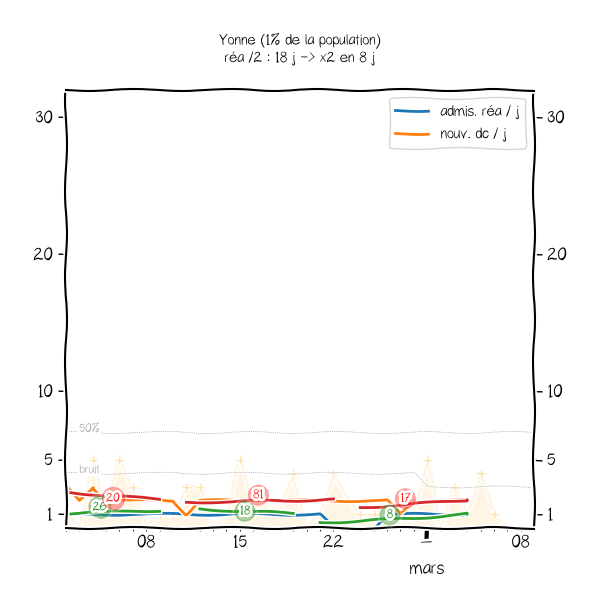 Yonne (1% de la population)
réa /2 : 18 j -> x2 en 8 j
admis. réa / j
nouv. dc / j
30 30
20 20
10 10
50%
5 5
bruit
81
20
17
26
18
8
1 1
08 15 22 1 08
mars